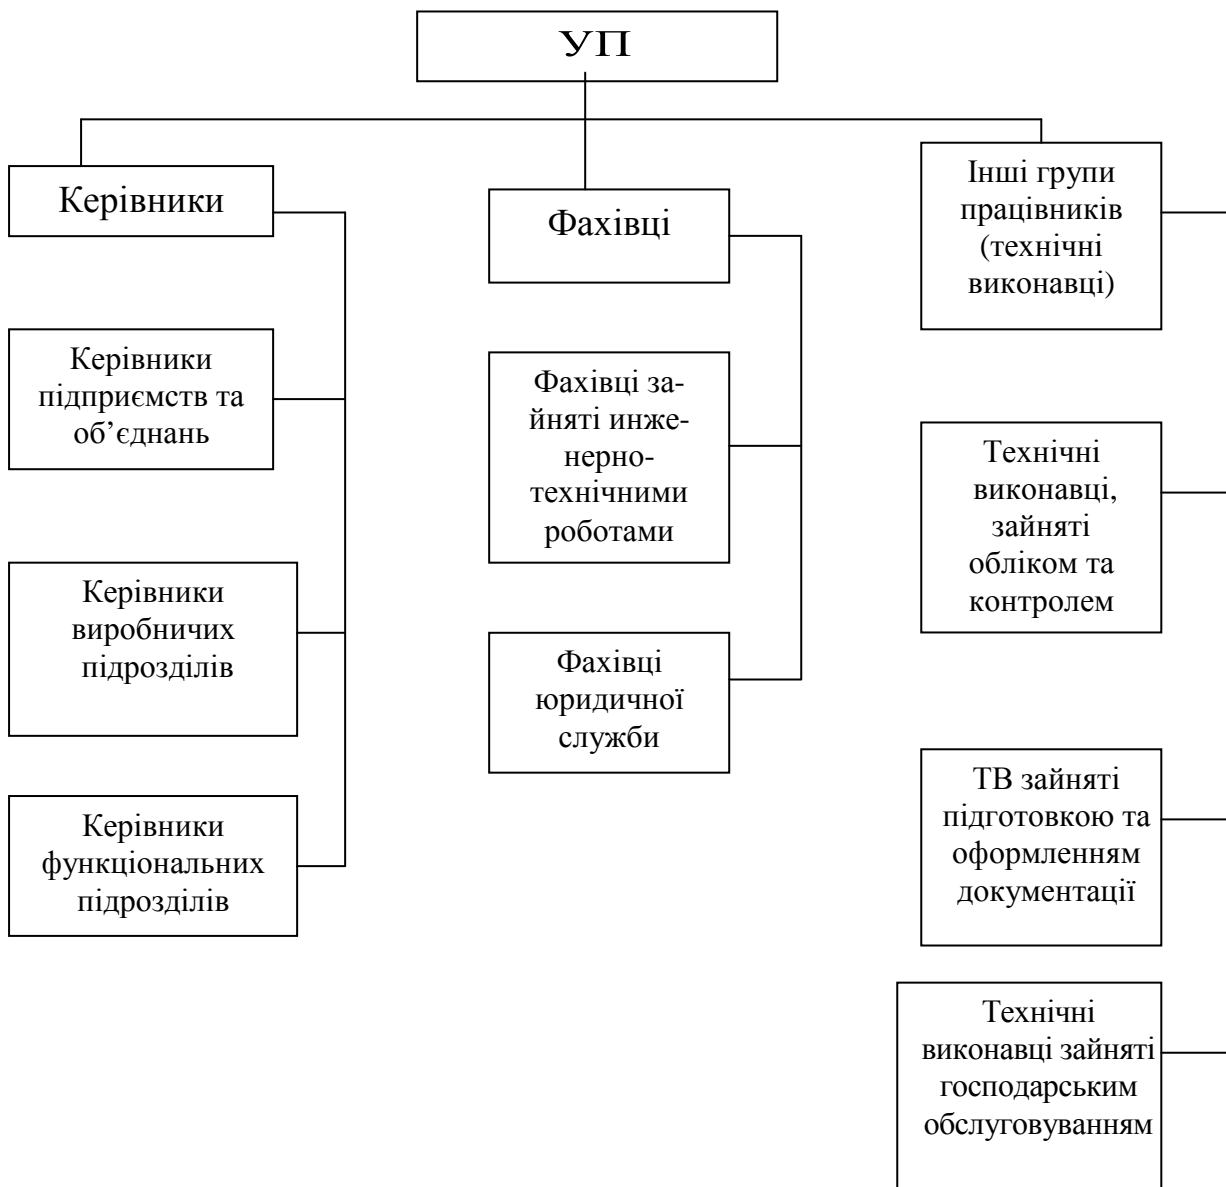 УП
Керівники
Керівники
підприємств та
об’єднань
Керівники
виробничих
підрозділів
Керівники
функціональних
підрозділів
Фахівці
Фахівці за-
йняті инже-
нерно-
технічними
роботами
Фахівці
юридичної
служби
Інші групи
працівників
(технічні
виконавці)
Технічні
виконавці,
зайняті
обліком та
контролем
ТВ зайняті
підготовкою та
оформленням
документації
Технічні
виконавці зайняті
господарським
обслуговуванням